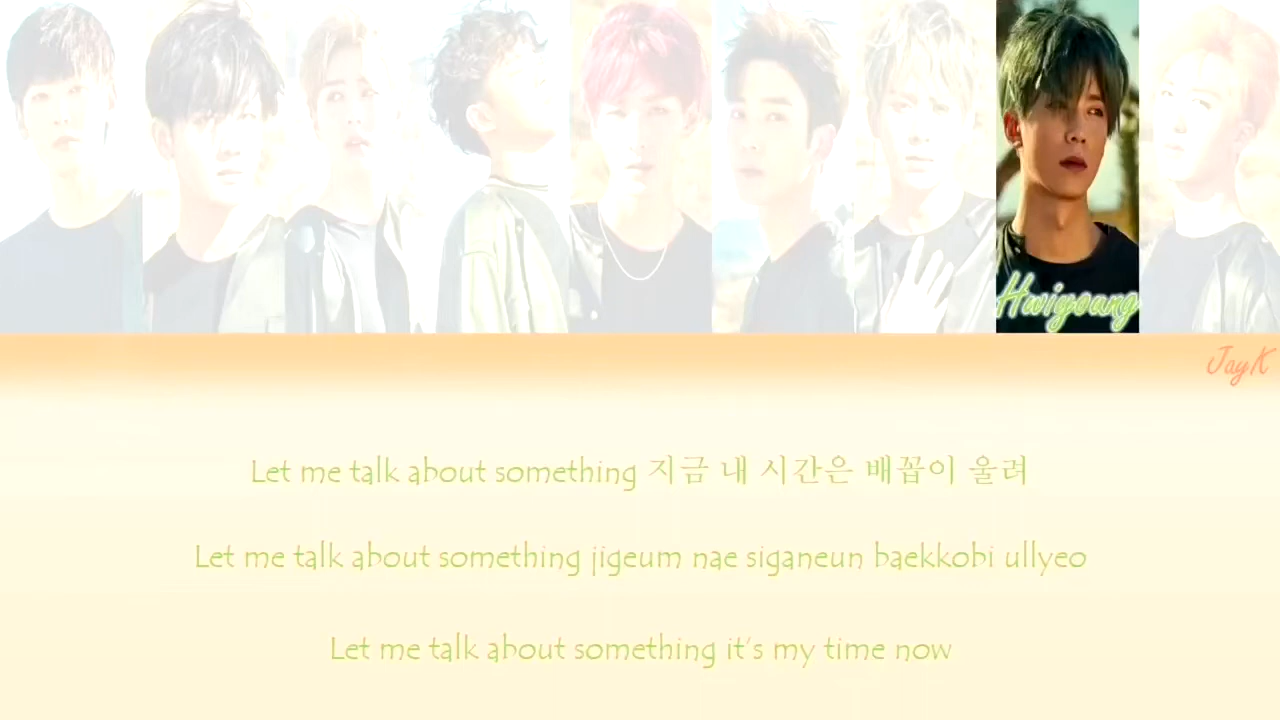 Hwiyoung
JayK
Let me talk about something 지금 내 시간은 배꼽이 울려
Let me talk about something jigeum nae siganeun baekkobi ullyeo
Let me talk about something it's my time now